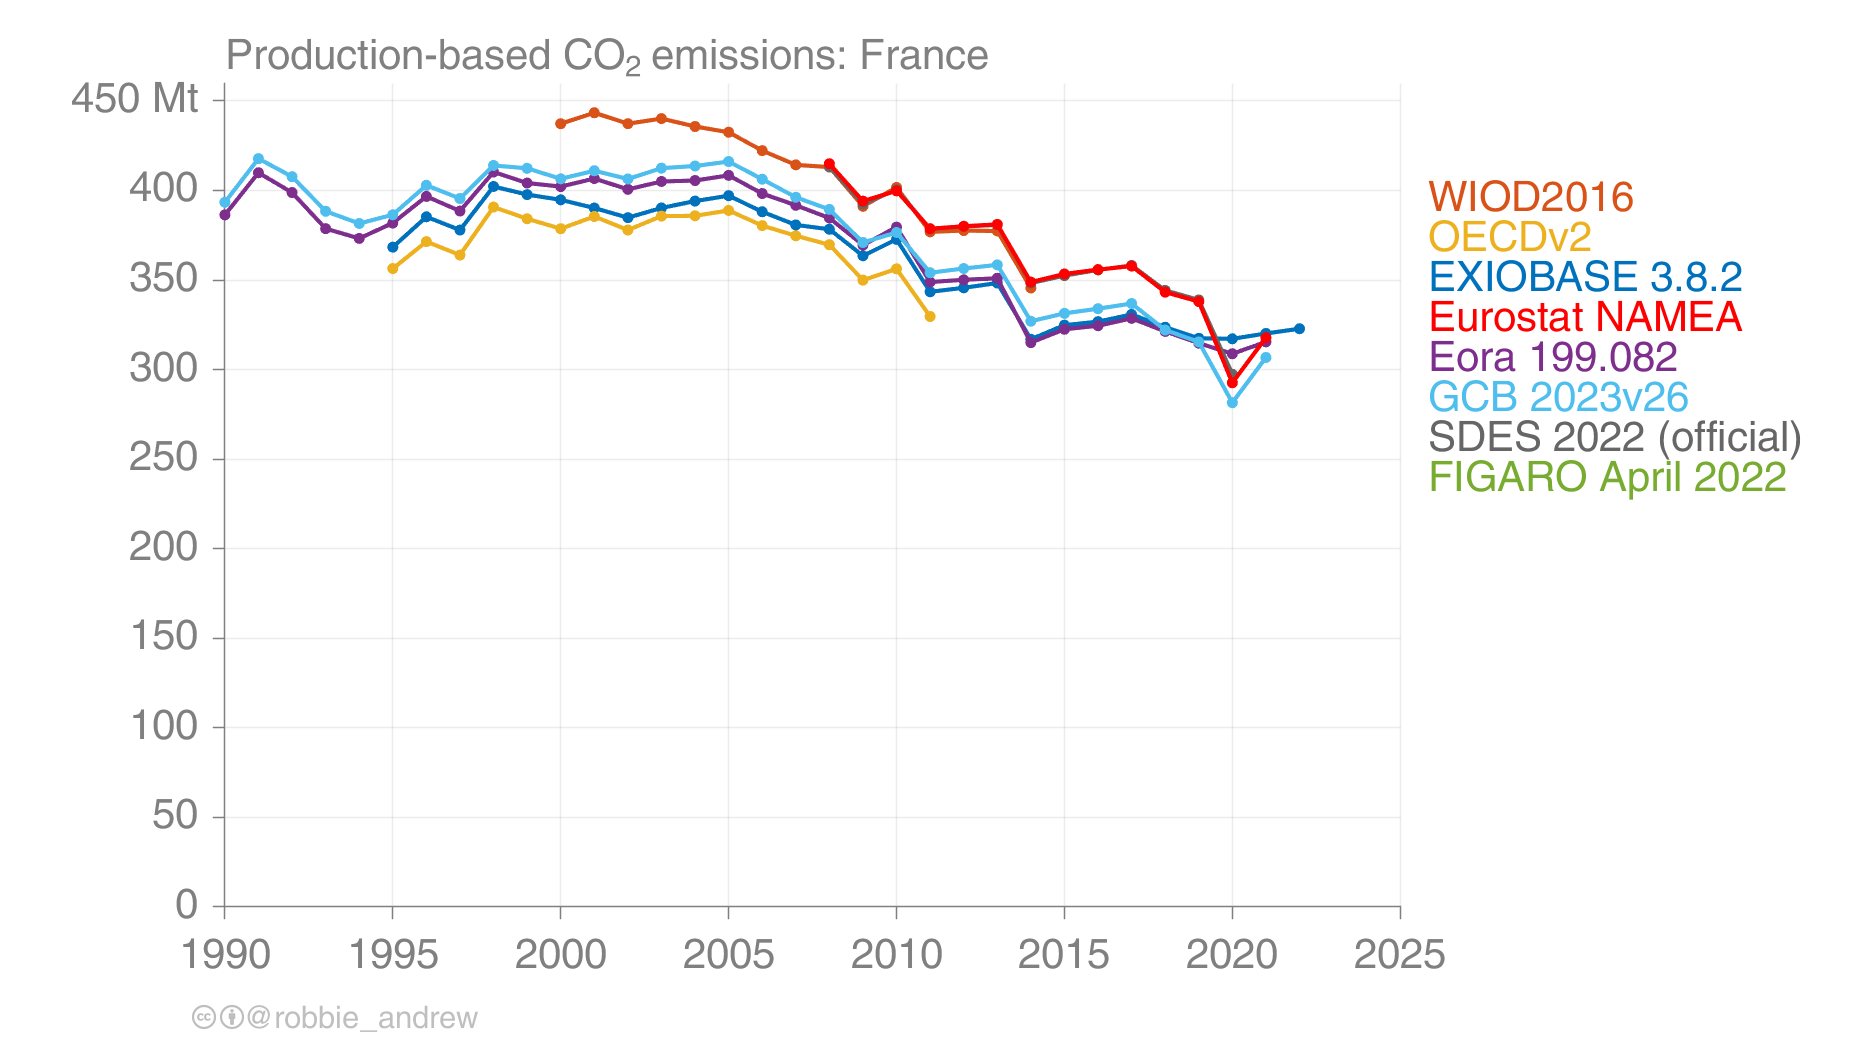 Production-based CO₂ emissions: France
450 Mt
400
350
300
250
200
150
100
50
0
1990 1995 2000 2005 2010 2015 2020 2025
WIOD2016
OECDv2
EXIOBASE 3.8.2
Eurostat NAMEA
Eora 199.082
GCB 2023v26
SDES 2022 (official)
FIGARO April 2022
cc @robbie_andrew